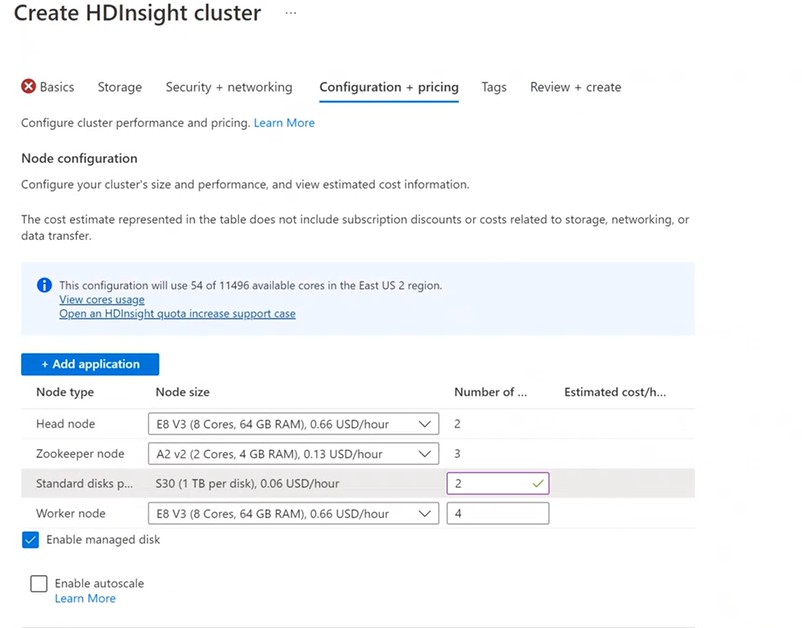 Create HDInsight cluster ...
Basics Storage Security + networking Configuration + pricing Tags Review + create
Configure cluster performance and pricing. Learn More
Node configuration
Configure your cluster's size and performance, and view estimated cost information.
The cost estimate represented in the table does not include subscription discounts or costs related to storage, networking, or
data transfer.
This configuration will use 54 of 11496 available cores in the East US 2 region.
View cores usage
Open an HDInsight quota increase support case
+ Add application
Node type Node size Number of ... Estimated cost/h...
Head node E8 V3 (8 Cores, 64 GB RAM), 0.66 USD/hour 2
Zookeeper node A2 v2 (2 Cores, 4 GB RAM), 0.13 USD/hour 3
Standard disks p... S30 (1 TB per disk), 0.06 USD/hour 2
Worker node E8 V3 (8 Cores, 64 GB RAM), 0.66 USD/hour 4
Enable managed disk
Enable autoscale
Learn More